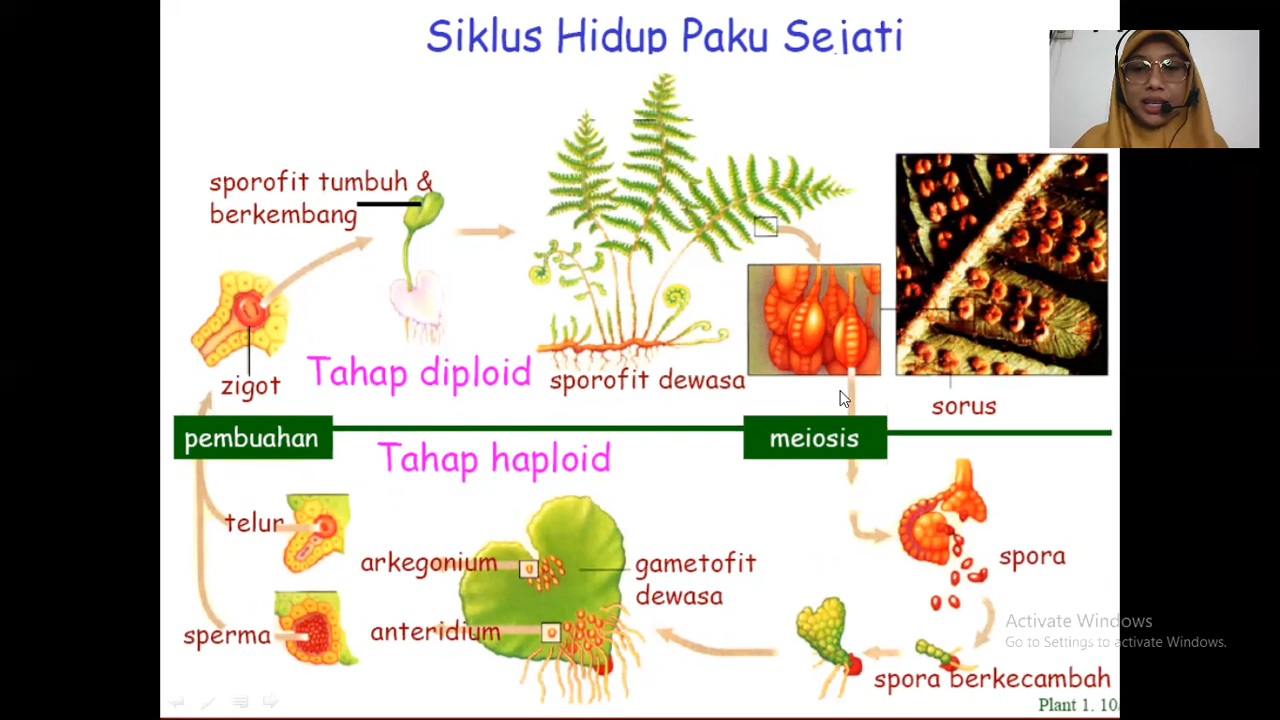 Siklus Hidup Paku Sejati
sporofit tumbuh &
berkembang
zigot
Tahap diploid
sporofit dewasa
sorus
pembuahan
meiosis
Tahap haploid
telur
arkegonium
gametofit
dewasa
spora
sperma
anteridium
spora berkecambah
Activate Windows
Go to Settings to activate Windows.
Plant 1. 10